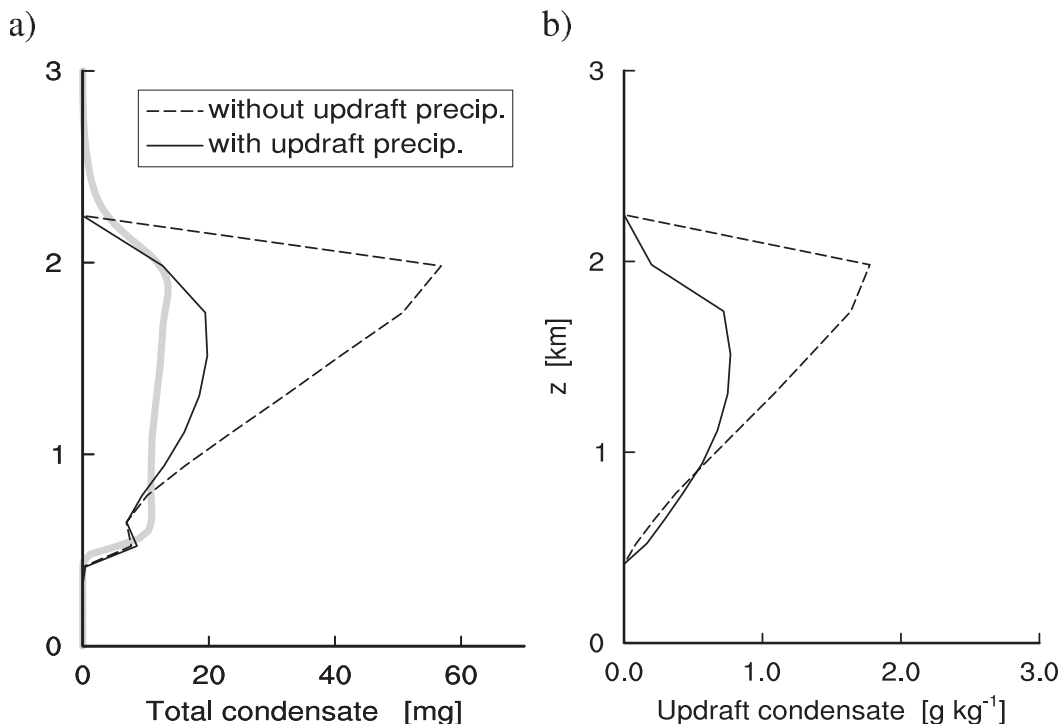 a)
3
without updraft precip.
with updraft precip.
2
1
0
0 20 40 60
Total condensate [mg]
b)
3
2
z [km]
1
0
0.0 1.0 2.0 3.0
Updraft condensate [g kg⁻¹]